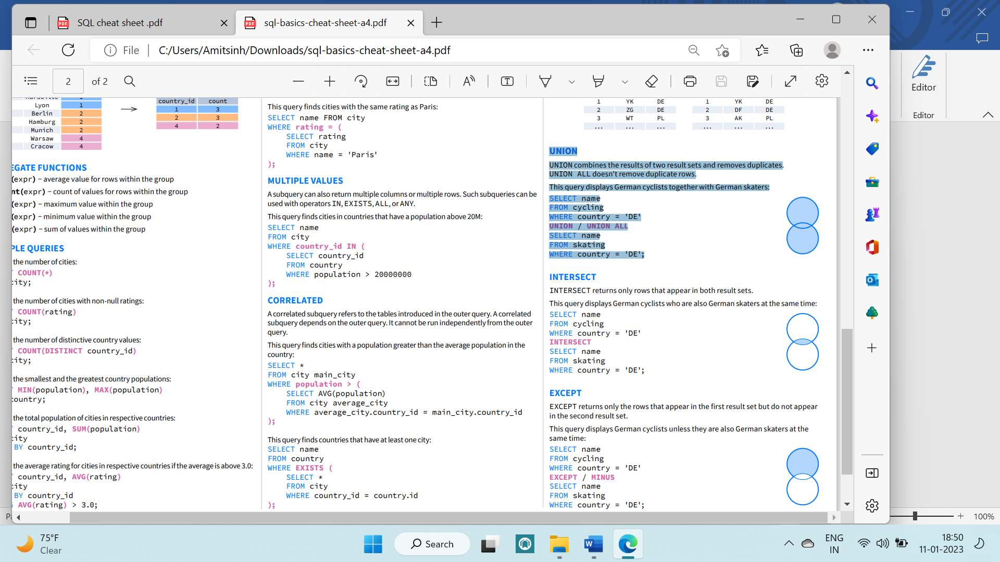 SQL cheat sheet .pdf
sql-basics-cheat-sheet-a4.pdf
File
C:/Users/Amitsinh/Downloads/sql-basics-cheat-sheet-a4.pdf
2
of 2
Editor
Editor
Marseille 1
Lyon 1
Berlin 2
Hamburg 2
Munich 2
Warsaw 4
Cracow 4
country_id count
1 3
2 3
4 2
EGATE FUNCTIONS
(expr) − average value for rows within the group
nt(expr) − count of values for rows within the group
(expr) − maximum value within the group
(expr) − minimum value within the group
(expr) − sum of values within the group
PLE QUERIES
the number of cities:
COUNT(*)
city;
the number of cities with non-null ratings:
COUNT(rating)
city;
the number of distinctive country values:
COUNT(DISTINCT country_id)
city;
the smallest and the greatest country populations:
MIN(population), MAX(population)
country;
the total population of cities in respective countries:
country_id, SUM(population)
city
BY country_id;
the average rating for cities in respective countries if the average is above 3.0:
country_id, AVG(rating)
city
BY country_id
AVG(rating) > 3.0;
This query finds cities with the same rating as Paris:
SELECT name FROM city
WHERE rating = (
SELECT rating
FROM city
WHERE name = 'Paris'
);
MULTIPLE VALUES
A subquery can also return multiple columns or multiple rows. Such subqueries can be
used with operators IN, EXISTS, ALL, or ANY.
This query finds cities in countries that have a population above 20M:
SELECT name
FROM city
WHERE country_id IN (
SELECT country_id
FROM country
WHERE population > 20000000
);
CORRELATED
A correlated subquery refers to the tables introduced in the outer query. A correlated
subquery depends on the outer query. It cannot be run independently from the outer
query.
This query finds cities with a population greater than the average population in the
country:
SELECT *
FROM city main_city
WHERE population > (
SELECT AVG(population)
FROM city average_city
WHERE average_city.country_id = main_city.country_id
);
This query finds countries that have at least one city:
SELECT name
FROM country
WHERE EXISTS (
SELECT *
FROM city
WHERE country_id = country.id
);
1 YK DE 1 YK DE
2 ZG DE 2 DF DE
3 WT PL 3 AK PL
... ... ... ... ... ...
UNION
UNION combines the results of two result sets and removes duplicates.
UNION ALL doesn't remove duplicate rows.
This query displays German cyclists together with German skaters:
SELECT name
FROM cycling
WHERE country = 'DE'
UNION / UNION ALL
SELECT name
FROM skating
WHERE country = 'DE';
INTERSECT
INTERSECT returns only rows that appear in both result sets.
This query displays German cyclists who are also German skaters at the same time:
SELECT name
FROM cycling
WHERE country = 'DE'
INTERSECT
SELECT name
FROM skating
WHERE country = 'DE';
EXCEPT
EXCEPT returns only the rows that appear in the first result set but do not appear
in the second result set.
This query displays German cyclists unless they are also German skaters at the
same time:
SELECT name
FROM cycling
WHERE country = 'DE'
EXCEPT / MINUS
SELECT name
FROM skating
WHERE country = 'DE';
100%
75°F
Clear
Search
ENG
IN
18:50
11-01-2023